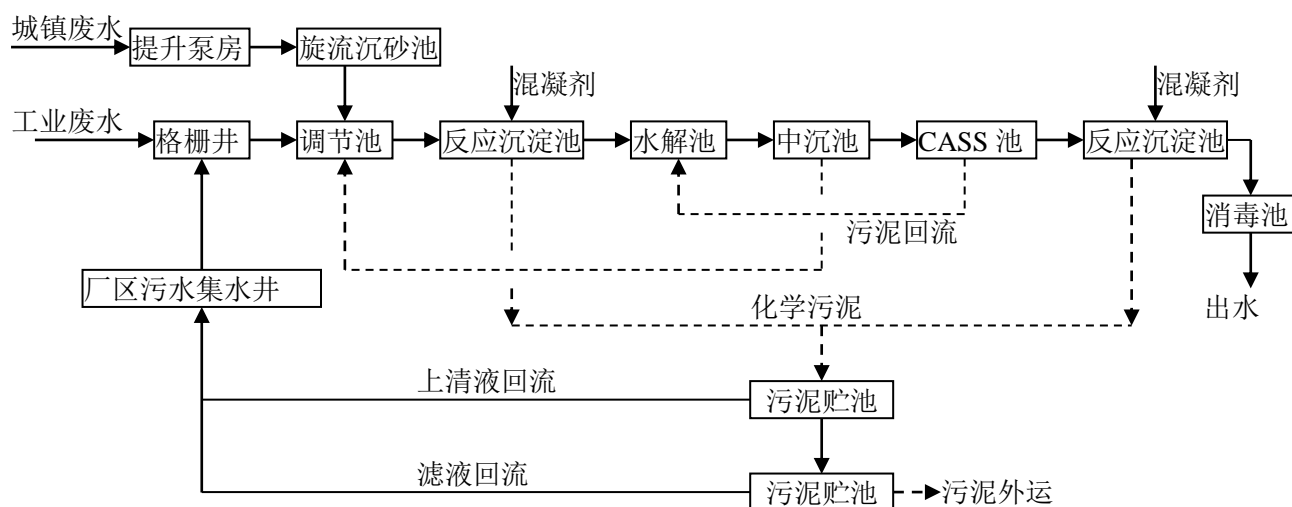 城镇废水
提升泵房
旋流沉砂池
混凝剂
混凝剂
工业废水
格栅井
调节池
反应沉淀池
水解池
中沉池
CASS 池
反应沉淀池
消毒池
污泥回流
厂区污水集水井
化学污泥
出水
上清液回流
污泥贮池
滤液回流
污泥贮池
污泥外运